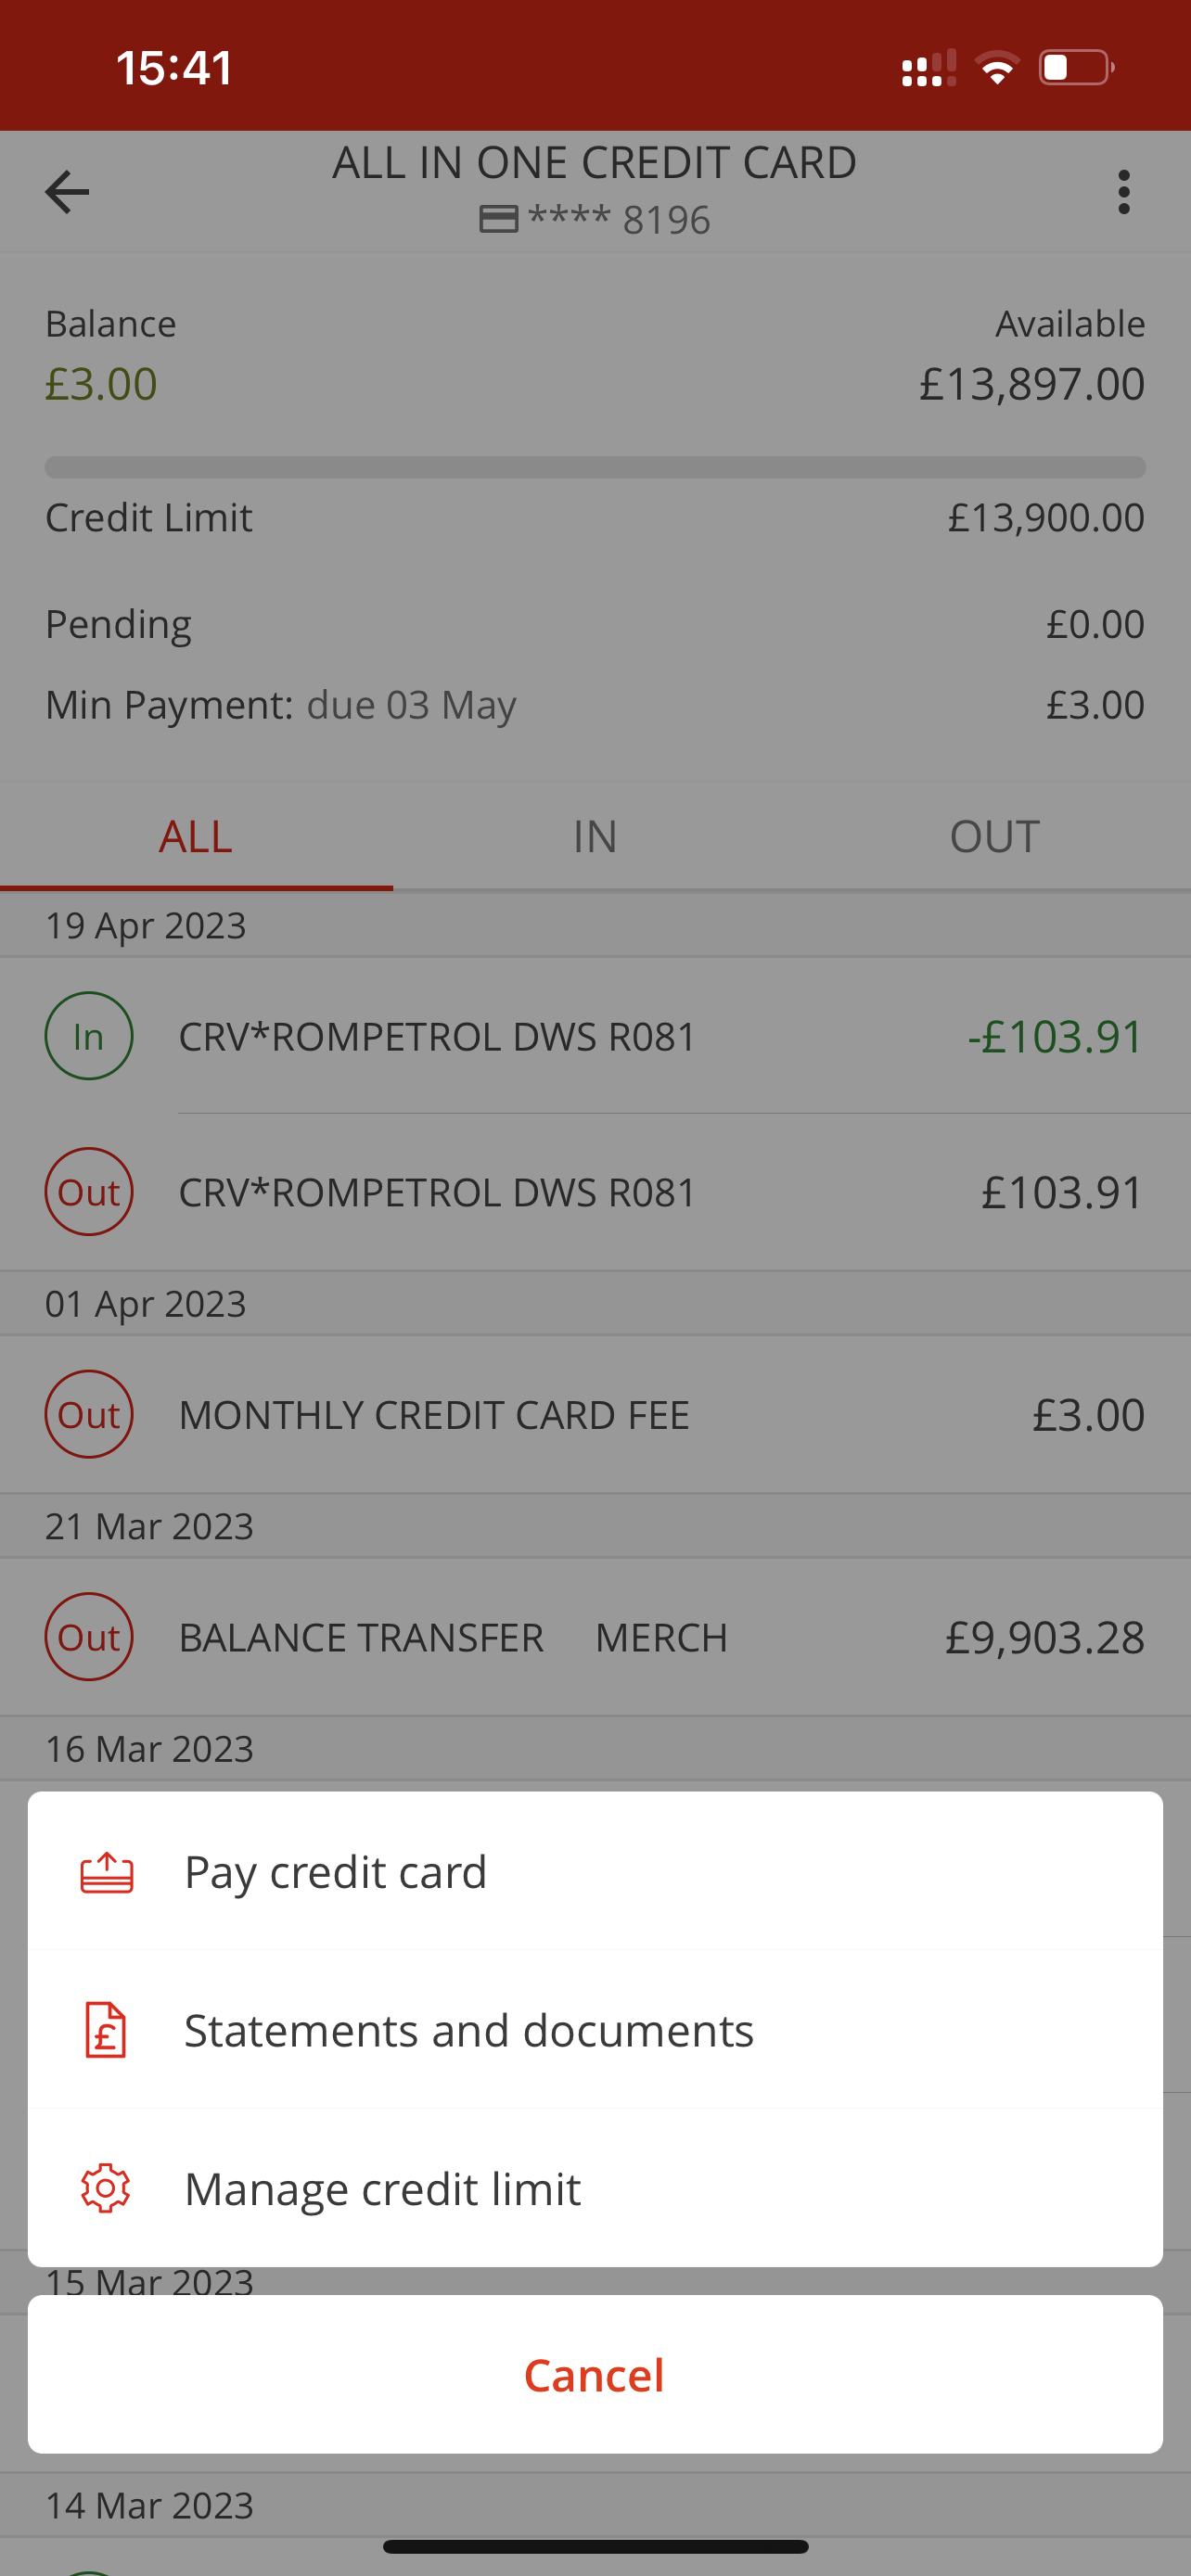 15:41
ALL IN ONE CREDIT CARD
**** 8196
Balance Available
£3.00 £13,897.00
Credit Limit £13,900.00
Pending £0.00
Min Payment: due 03 May £3.00
ALL IN OUT
19 Apr 2023
In CRV*ROMPETROL DWS R081 -£103.91
Out CRV*ROMPETROL DWS R081 £103.91
01 Apr 2023
Out MONTHLY CREDIT CARD FEE £3.00
21 Mar 2023
Out BALANCE TRANSFER MERCH £9,903.28
16 Mar 2023
Pay credit card
£ Statements and documents
Manage credit limit
15 Mar 2023
Cancel
14 Mar 2023